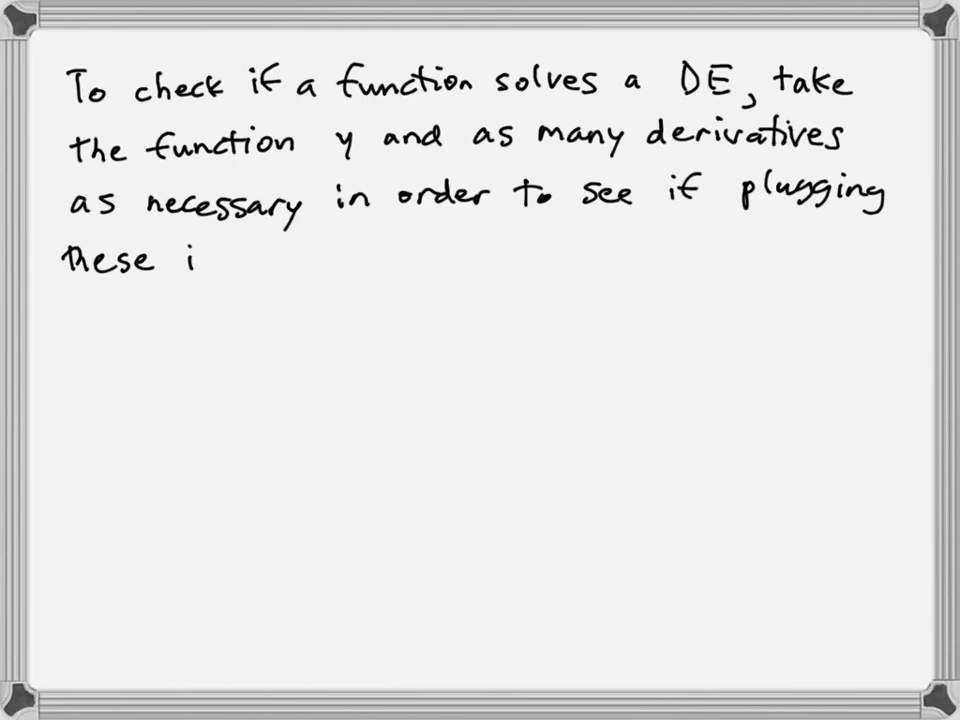 To check if a function solves a DE, take
the function y and as many derivatives
as necessary in order to see if plugging
these i